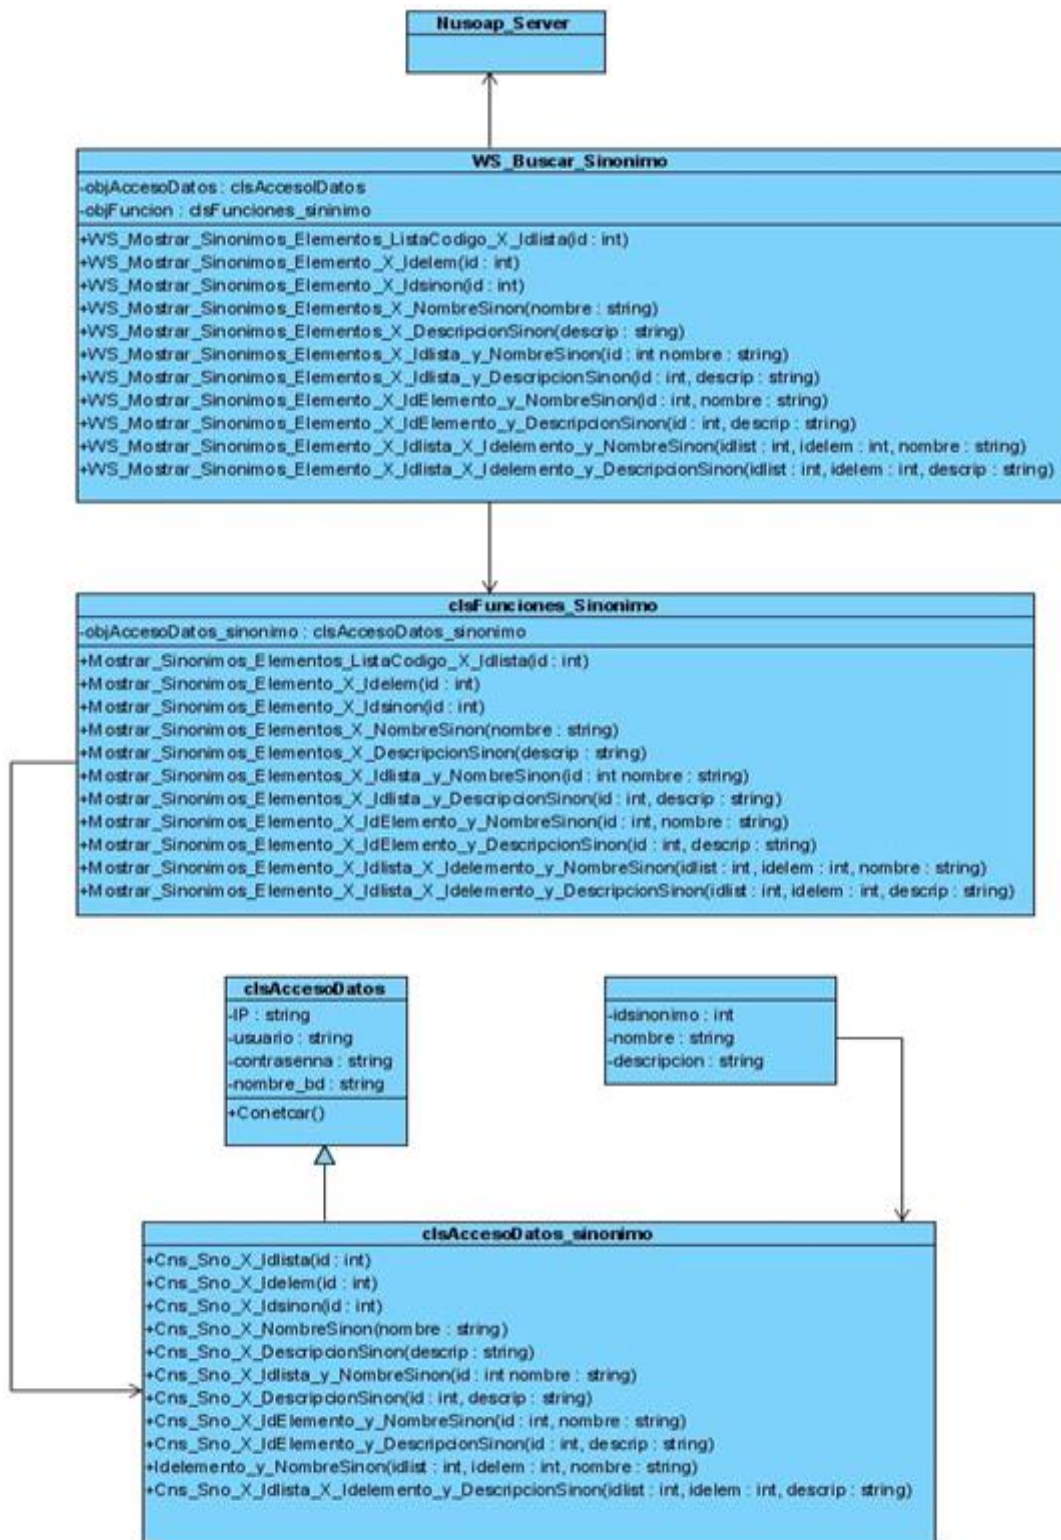 Nusoap_Server
WS_Buscar_Sinonimo
-objAccesoDatos : clsAccesolDatos
-objFuncion : clsFunciones_sininimo
+WS_Mostrar_Sinonimos_Elementos_ListaCodigo_X_Idlista(id : int)
+WS_Mostrar_Sinonimos_Elemento_X_Idelem(id : int)
+WS_Mostrar_Sinonimos_Elemento_X_Idsinon(id : int)
+WS_Mostrar_Sinonimos_Elementos_X_NombreSinon(nombre : string)
+WS_Mostrar_Sinonimos_Elementos_X_DescripcionSinon(descrip : string)
+WS_Mostrar_Sinonimos_Elementos_X_Idlista_y_NombreSinon(id : int nombre : string)
+WS_Mostrar_Sinonimos_Elementos_X_Idlista_y_DescripcionSinon(id : int, descrip : string)
+WS_Mostrar_Sinonimos_Elemento_X_IdElemento_y_NombreSinon(id : int, nombre : string)
+WS_Mostrar_Sinonimos_Elemento_X_IdElemento_y_DescripcionSinon(id : int, descrip : string)
+WS_Mostrar_Sinonimos_Elemento_X_Idlista_X_Idelemento_y_NombreSinon(idlist : int, idelem : int, nombre : string)
+WS_Mostrar_Sinonimos_Elemento_X_Idlista_X_Idelemento_y_DescripcionSinon(idlist : int, idelem : int, descrip : string)
clsFunciones_Sinonimo
-objAccesoDatos_sinonimo : clsAccesoDatos_sinonimo
+Mostrar_Sinonimos_Elementos_ListaCodigo_X_Idlista(id : int)
+Mostrar_Sinonimos_Elemento_X_Idelem(id : int)
+Mostrar_Sinonimos_Elemento_X_Idsinon(id : int)
+Mostrar_Sinonimos_Elementos_X_NombreSinon(nombre : string)
+Mostrar_Sinonimos_Elementos_X_DescripcionSinon(descrip : string)
+Mostrar_Sinonimos_Elementos_X_Idlista_y_NombreSinon(id : int nombre : string)
+Mostrar_Sinonimos_Elementos_X_Idlista_y_DescripcionSinon(id : int, descrip : string)
+Mostrar_Sinonimos_Elemento_X_IdElemento_y_NombreSinon(id : int, nombre : string)
+Mostrar_Sinonimos_Elemento_X_IdElemento_y_DescripcionSinon(id : int, descrip : string)
+Mostrar_Sinonimos_Elemento_X_Idlista_X_Idelemento_y_NombreSinon(idlist : int, idelem : int, nombre : string)
+Mostrar_Sinonimos_Elemento_X_Idlista_X_Idelemento_y_DescripcionSinon(idlist : int, idelem : int, descrip : string)
clsAccesoDatos
-IP : string
-usuario : string
-contrasenna : string
-nombre_bd : string
+Conetcar()
-idsinonimo : int
-nombre : string
-descripcion : string
clsAccesoDatos_sinonimo
+Cns_Sno_X_Idlista(id : int)
+Cns_Sno_X_Idelem(id : int)
+Cns_Sno_X_Idsinon(id : int)
+Cns_Sno_X_NombreSinon(nombre : string)
+Cns_Sno_X_DescripcionSinon(descrip : string)
+Cns_Sno_X_Idlista_y_NombreSinon(id : int nombre : string)
+Cns_Sno_X_DescripcionSinon(id : int, descrip : string)
+Cns_Sno_X_IdElemento_y_NombreSinon(id : int, nombre : string)
+Cns_Sno_X_IdElemento_y_DescripcionSinon(id : int, descrip : string)
+Idelemento_y_NombreSinon(idlist : int, idelem : int, nombre : string)
+Cns_Sno_X_Idlista_X_Idelemento_y_DescripcionSinon(idlist : int, idelem : int, descrip : string)